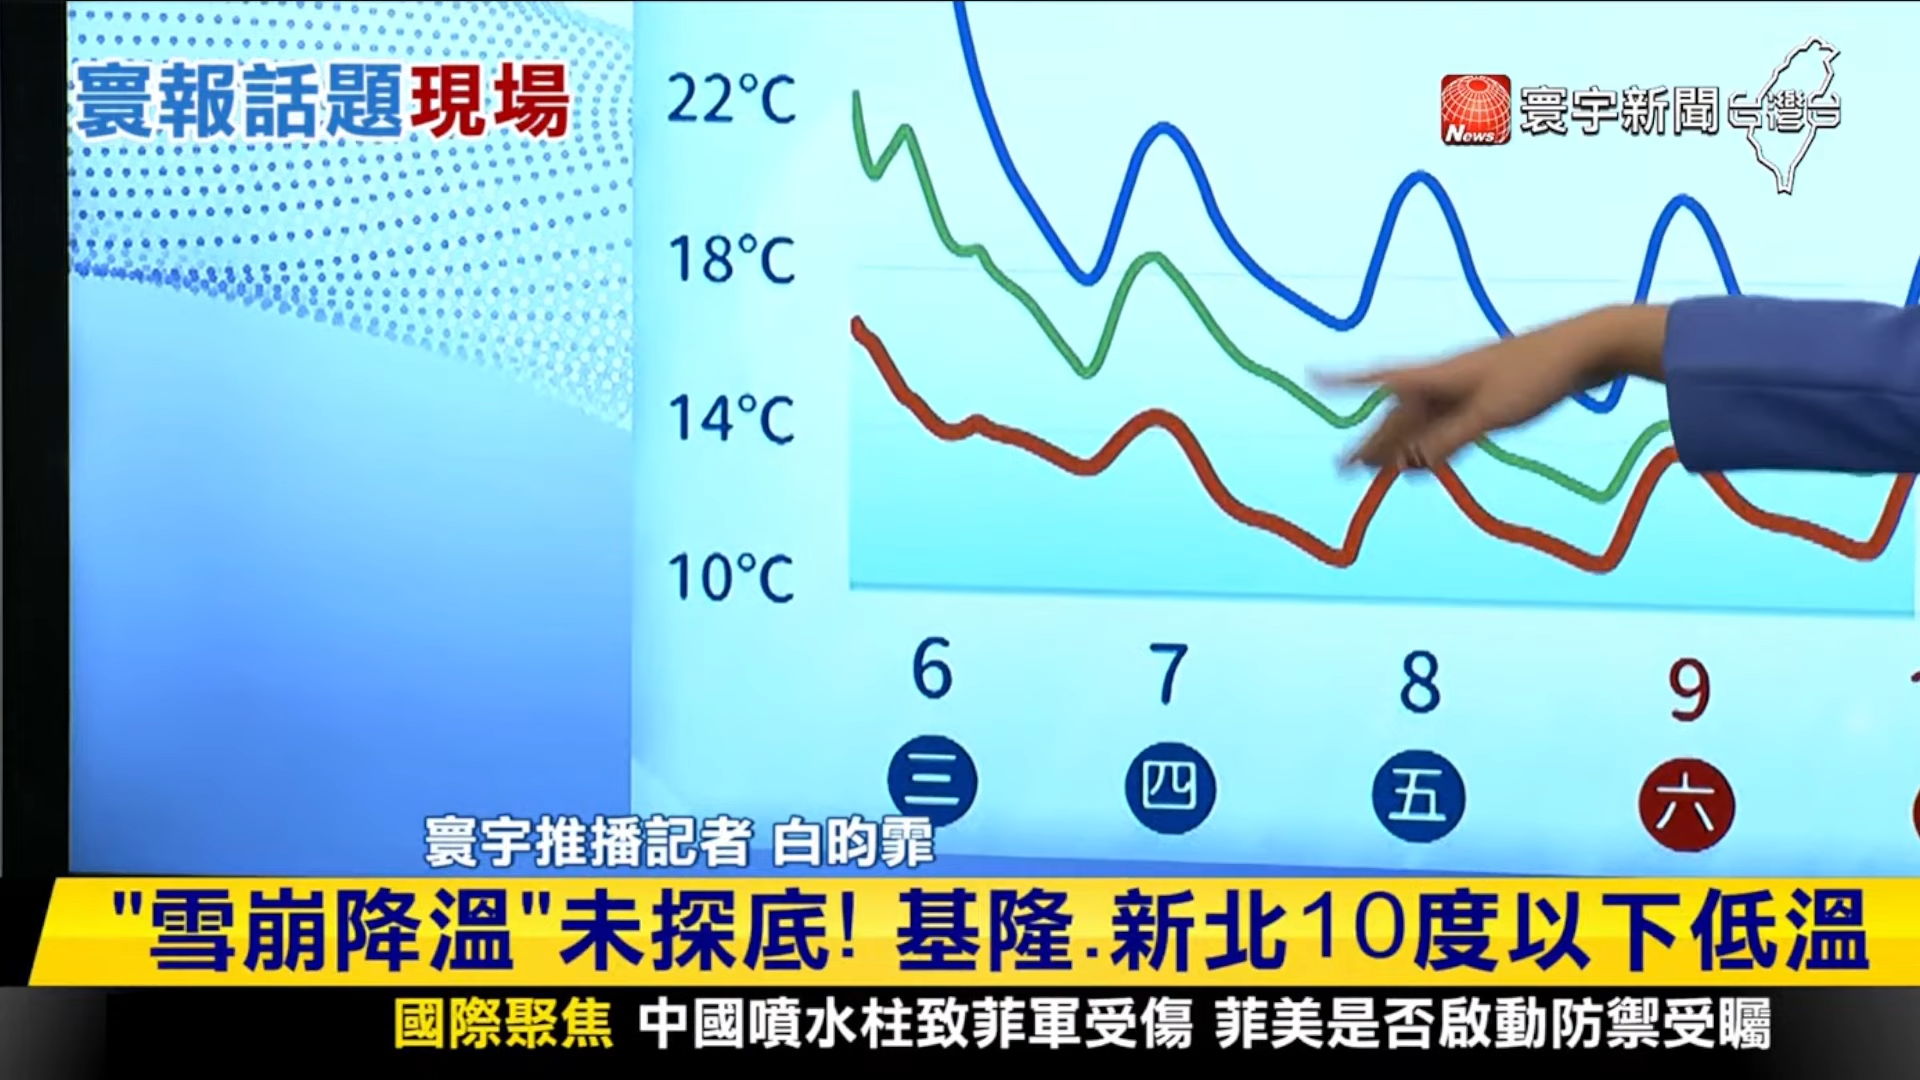 寰報話題現場
News 寰宇新聞 台灣台
22°C
18°C
14°C
10°C
6 7 8 9
三 四 五 六
寰宇推播記者 白昀霏
"雪崩降溫"未探底! 基隆.新北10度以下低溫
國際聚焦 中國噴水柱致菲軍受傷 菲美是否啟動防禦受矚